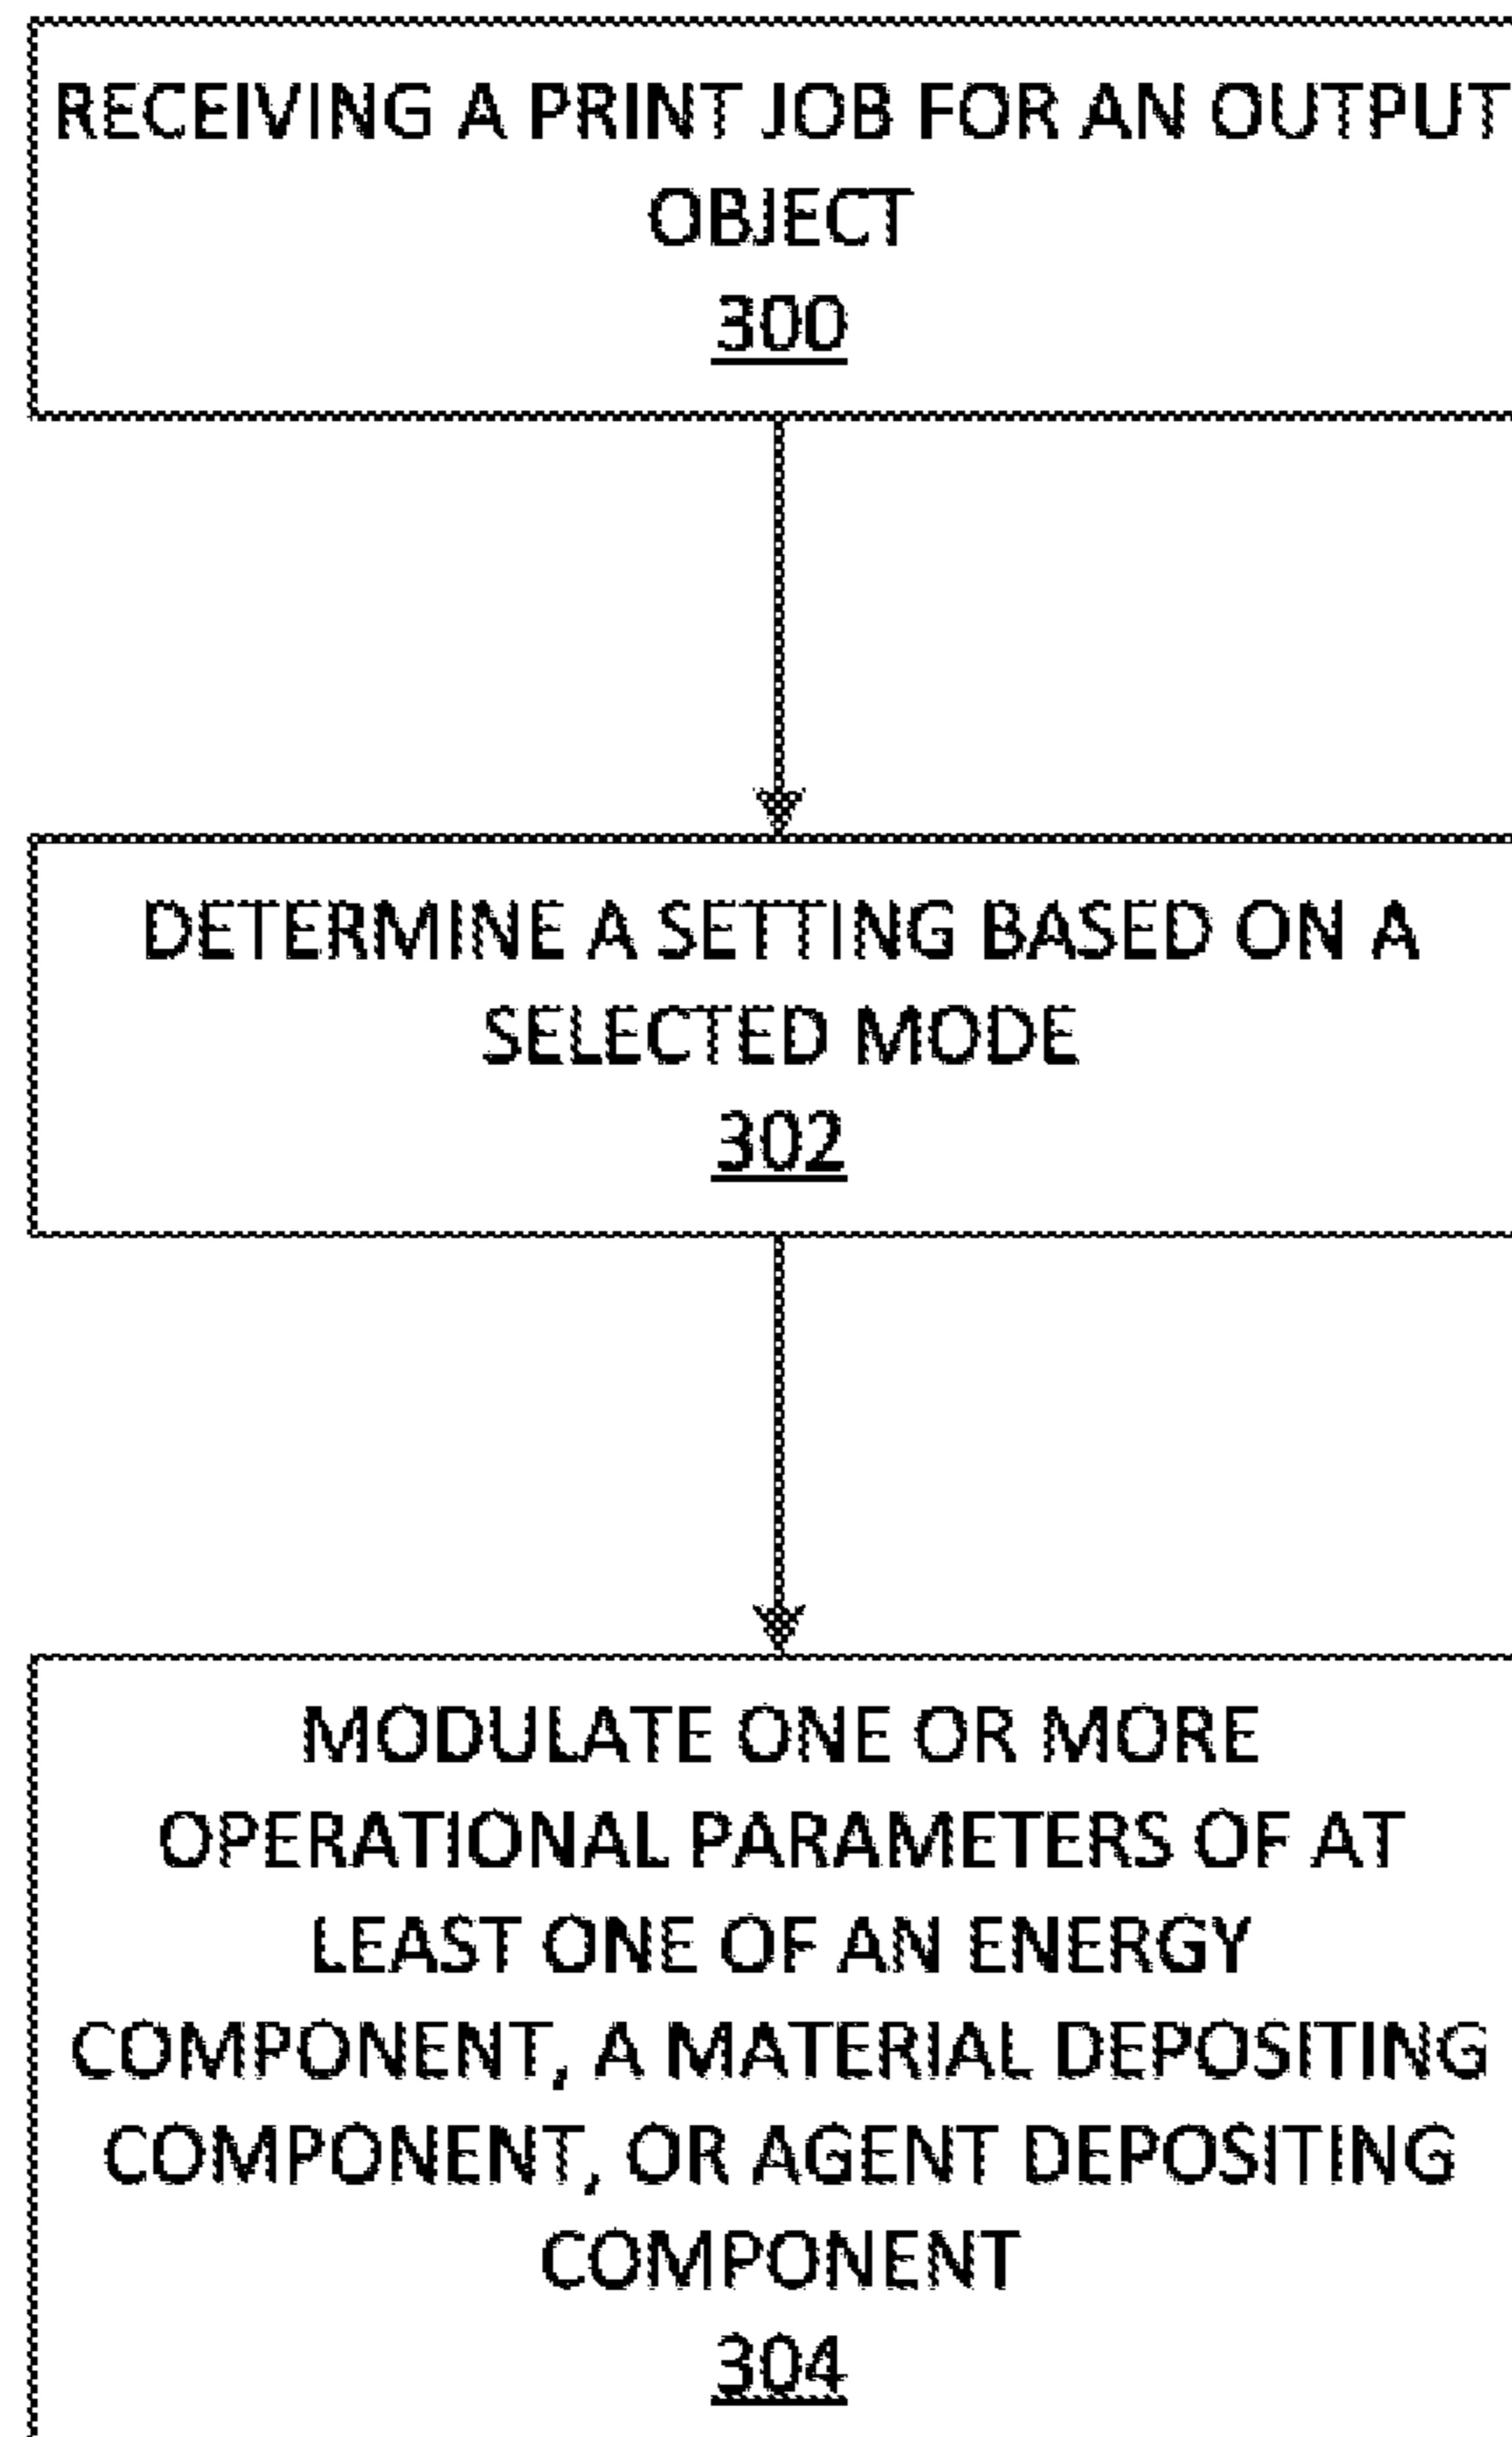 RECEIVING A PRINT JOB FOR AN OUTPUT
OBJECT
300
DETERMINE A SETTING BASED ON A
SELECTED MODE
302
MODULATE ONE OR MORE
OPERATIONAL PARAMETERS OF AT
LEAST ONE OF AN ENERGY
COMPONENT, A MATERIAL DEPOSITING
COMPONENT, OR AGENT DEPOSITING
COMPONENT
304